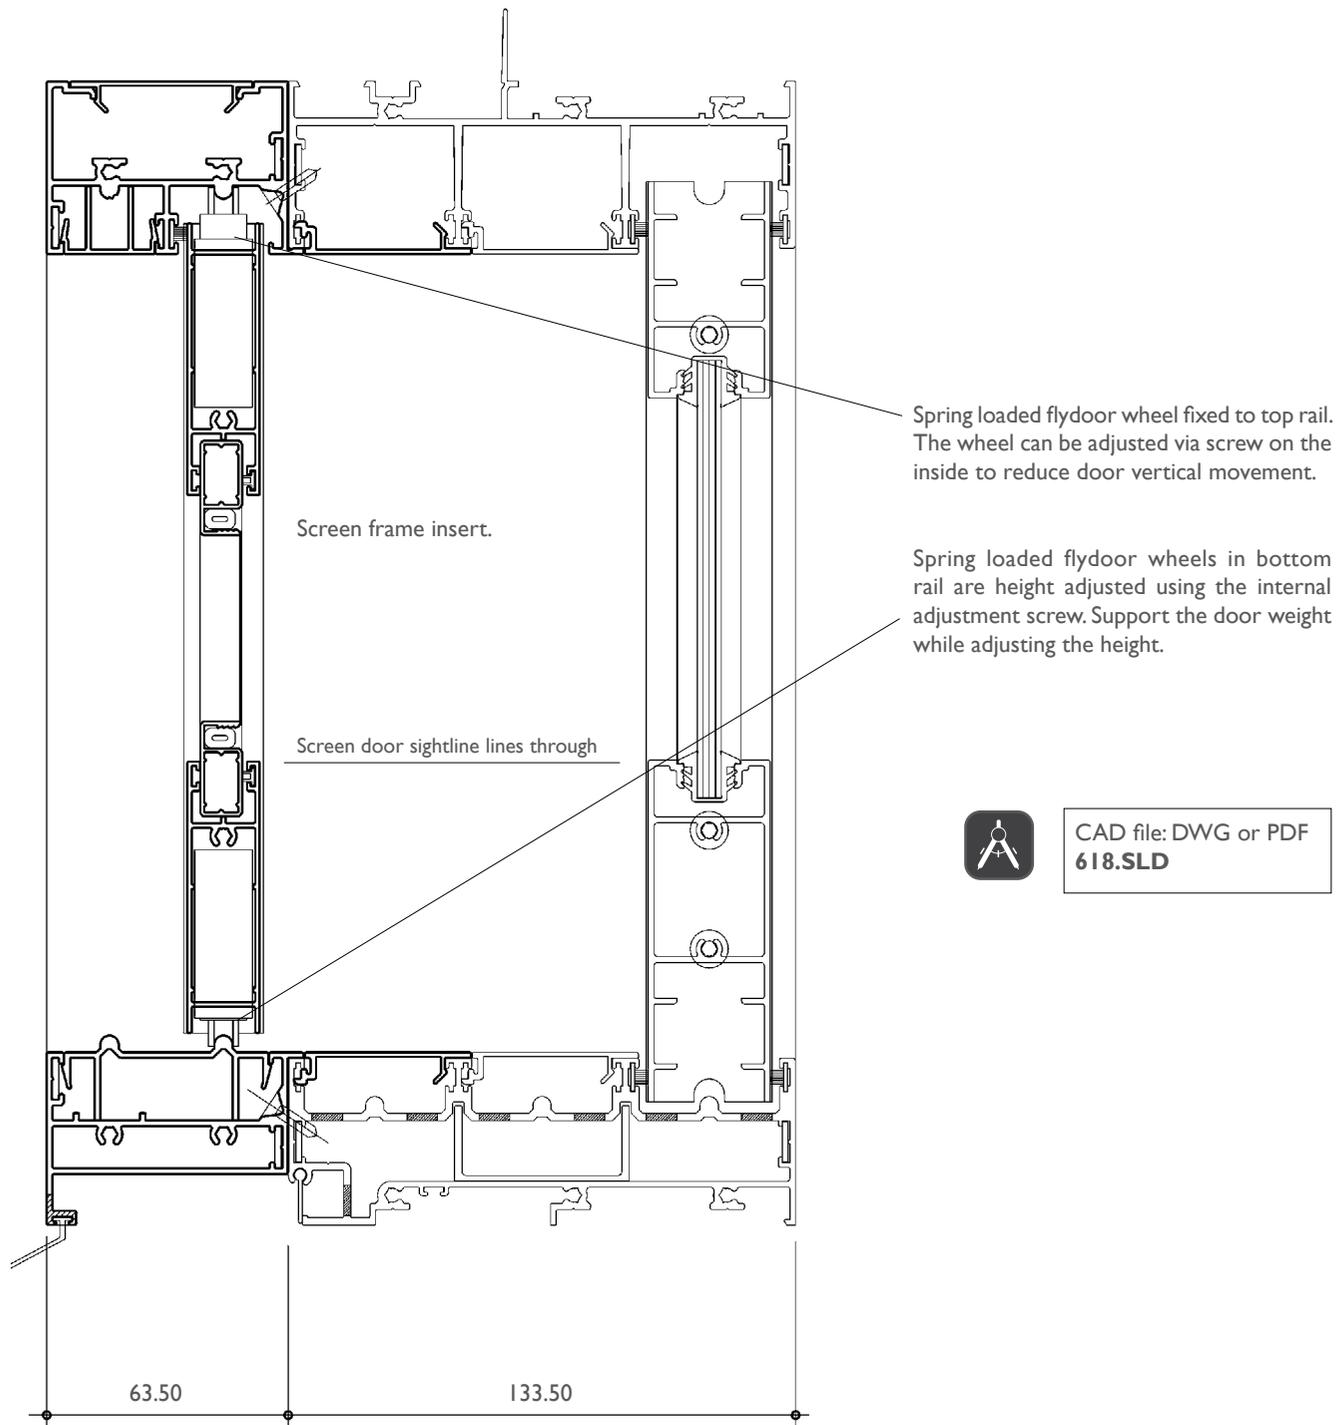 Spring loaded flydoor wheel fixed to top rail.
The wheel can be adjusted via screw on the
inside to reduce door vertical movement.
Screen frame insert.
Spring loaded flydoor wheels in bottom
rail are height adjusted using the internal
adjustment screw. Support the door weight
while adjusting the height.
Screen door sightline lines through
CAD file: DWG or PDF
618.SLD
63.50
133.50